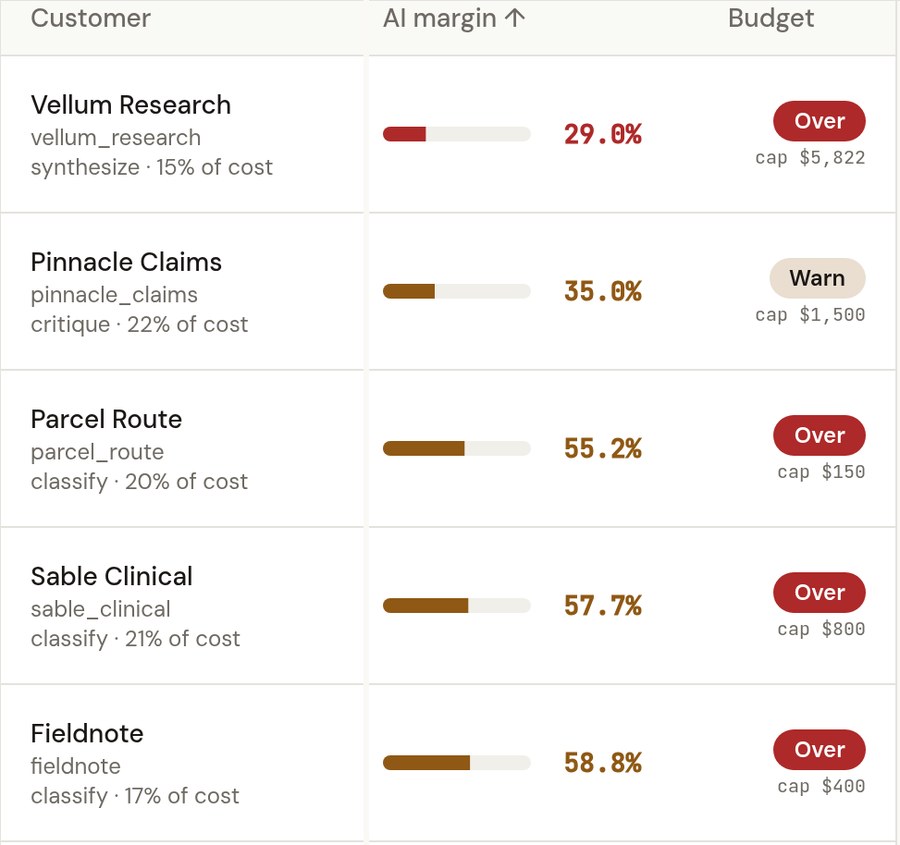 Customer AI margin ↑ Budget
Vellum Research
vellum_research
synthesize · 15% of cost
29.0%
Over
cap $5,822
Pinnacle Claims
pinnacle_claims
critique · 22% of cost
35.0%
Warn
cap $1,500
Parcel Route
parcel_route
classify · 20% of cost
55.2%
Over
cap $150
Sable Clinical
sable_clinical
classify · 21% of cost
57.7%
Over
cap $800
Fieldnote
fieldnote
classify · 17% of cost
58.8%
Over
cap $400